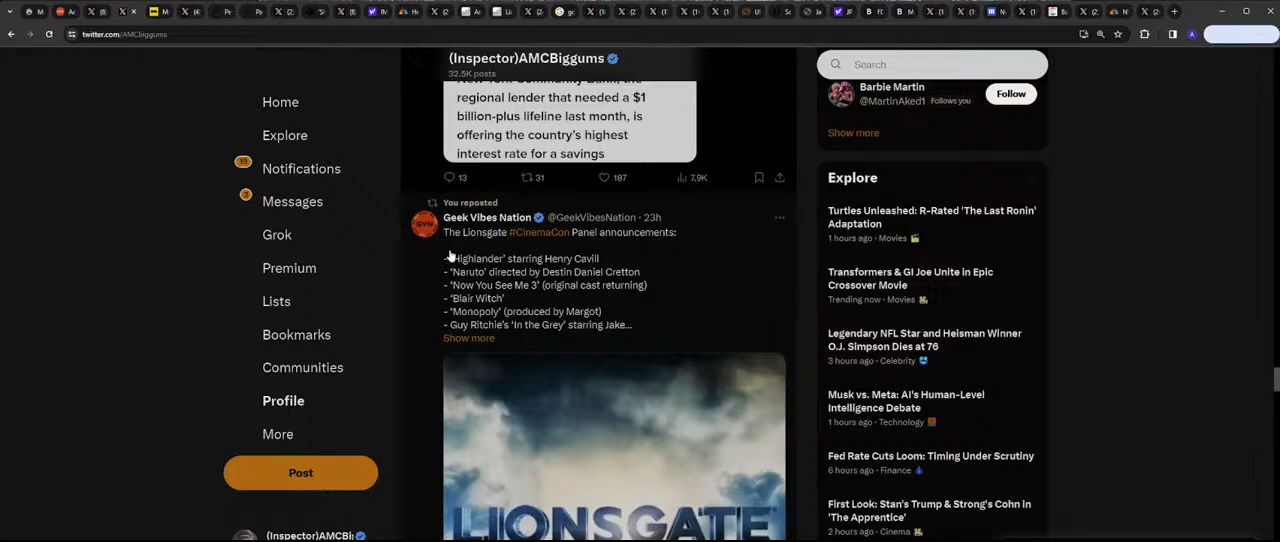 twitter.com/AMCBiggums
Home
Explore
19
Notifications
2
Messages
Grok
Premium
Lists
Bookmarks
Communities
Profile
More
Post
(Inspector)AMCBi
(Inspector)AMCBiggums
32.5K posts
New York Community Bank, the
regional lender that needed a $1
billion-plus lifeline last month, is
offering the country's highest
interest rate for a savings
13 31 187 7.9K
You reposted
Geek Vibes Nation @GeekVibesNation · 23h
GVN
The Lionsgate #CinemaCon Panel announcements:
- 'Highlander' starring Henry Cavill
- 'Naruto' directed by Destin Daniel Cretton
- 'Now You See Me 3' (original cast returning)
- 'Blair Witch'
- 'Monopoly' (produced by Margot)
- Guy Ritchie's 'In the Grey' starring Jake...
Show more
LIONSGATE
Search
Barbie Martin
@MartinAked1 Follows you
Follow
Show more
Explore
Turtles Unleashed: R-Rated 'The Last Ronin'
Adaptation
1 hours ago · Movies
Transformers & GI Joe Unite in Epic
Crossover Movie
Trending now · Movies
Legendary NFL Star and Heisman Winner
O.J. Simpson Dies at 76
3 hours ago · Celebrity
Musk vs. Meta: AI's Human-Level
Intelligence Debate
1 hours ago · Technology
Fed Rate Cuts Loom: Timing Under Scrutiny
6 hours ago · Finance
First Look: Stan's Trump & Strong's Cohn in
'The Apprentice'
2 hours ago · Cinema